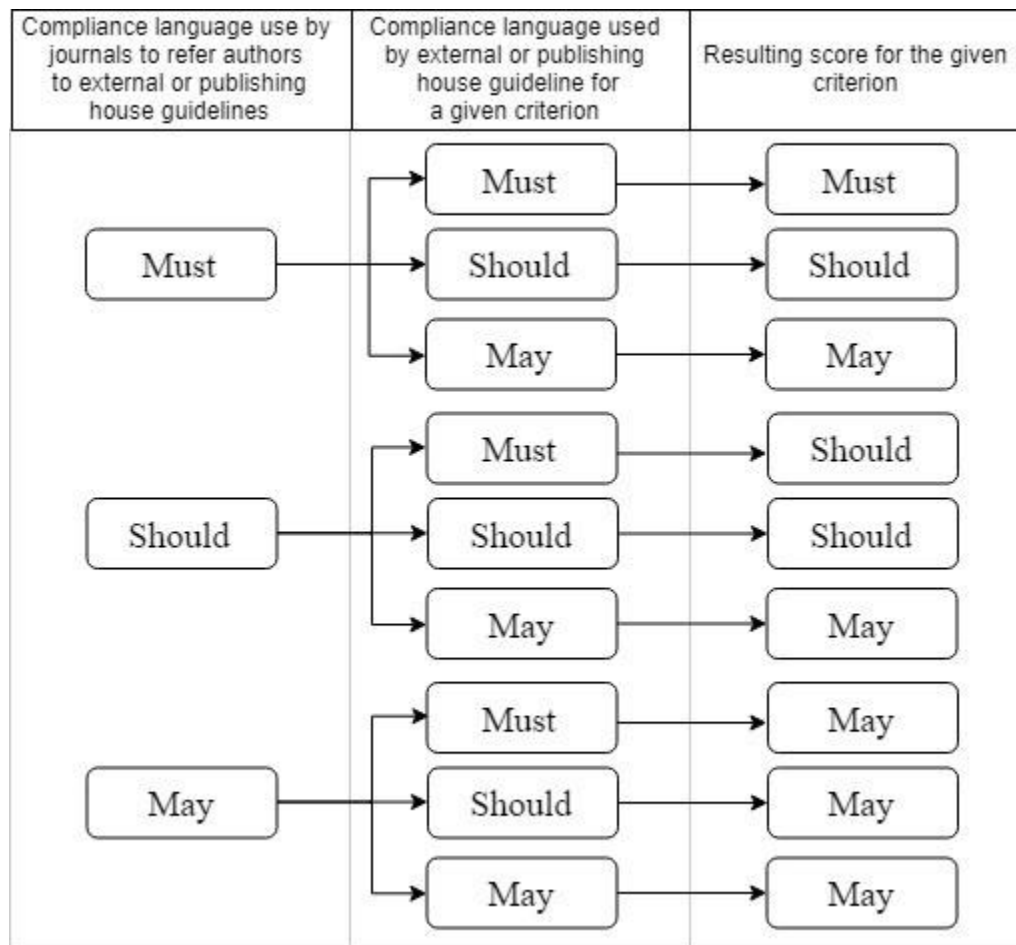 Compliance language use by
journals to refer authors
to external or publishing
house guidelines
Compliance language used
by external or publishing
house guideline for
a given criterion
Resulting score for the given
criterion
Must
Must
Must
Should
Should
May
May
Should
Must
Should
Should
Should
May
May
May
Must
May
Should
May
May
May